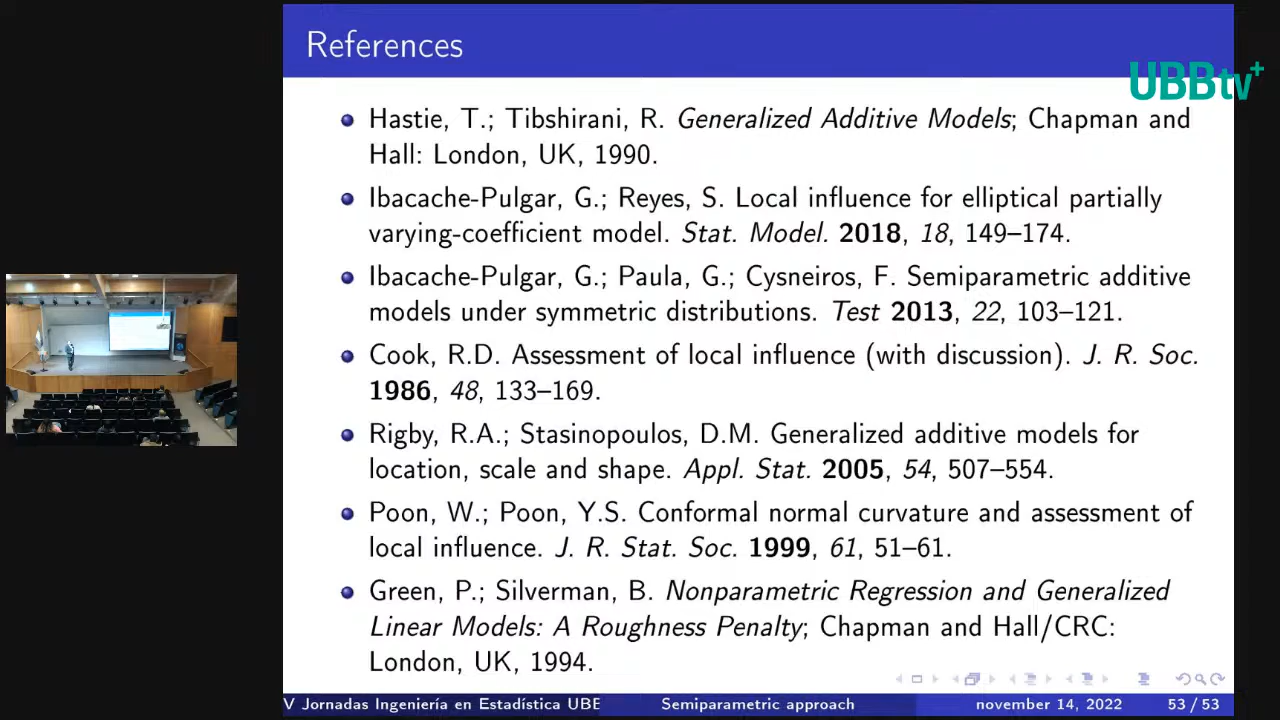 References
UBBtv+
Hastie, T.; Tibshirani, R. Generalized Additive Models; Chapman and
Hall: London, UK, 1990.
Ibacache-Pulgar, G.; Reyes, S. Local influence for elliptical partially
varying-coefficient model. Stat. Model. 2018, 18, 149–174.
Ibacache-Pulgar, G.; Paula, G.; Cysneiros, F. Semiparametric additive
models under symmetric distributions. Test 2013, 22, 103–121.
Cook, R.D. Assessment of local influence (with discussion). J. R. Soc.
1986, 48, 133–169.
Rigby, R.A.; Stasinopoulos, D.M. Generalized additive models for
location, scale and shape. Appl. Stat. 2005, 54, 507–554.
Poon, W.; Poon, Y.S. Conformal normal curvature and assessment of
local influence. J. R. Stat. Soc. 1999, 61, 51–61.
Green, P.; Silverman, B. Nonparametric Regression and Generalized
Linear Models: A Roughness Penalty; Chapman and Hall/CRC:
London, UK, 1994.
V Jornadas Ingeniería en Estadística UBB Semiparametric approach november 14, 2022 53 / 53